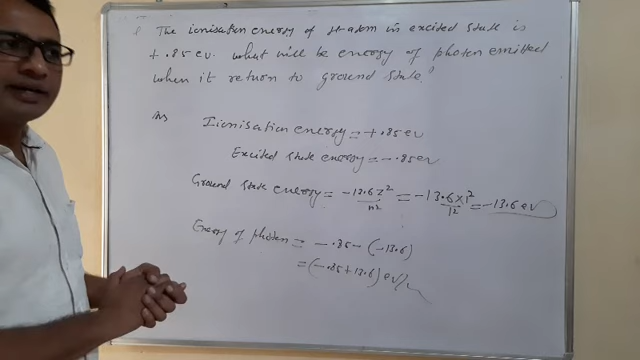 The ionisation energy of H atom in excited state is
+.85 ev. what will be energy of photon emitted
when it return to ground state?
Ans
Iionisation energy = +.85 ev
Excited state energy = -.85 ev
Ground state energy = -13.6 z²/n² = -13.6 x 1²/1² = -13.6 ev
Energy of photon = -.85 - (-13.6)
= (-.85 + 13.6) ev